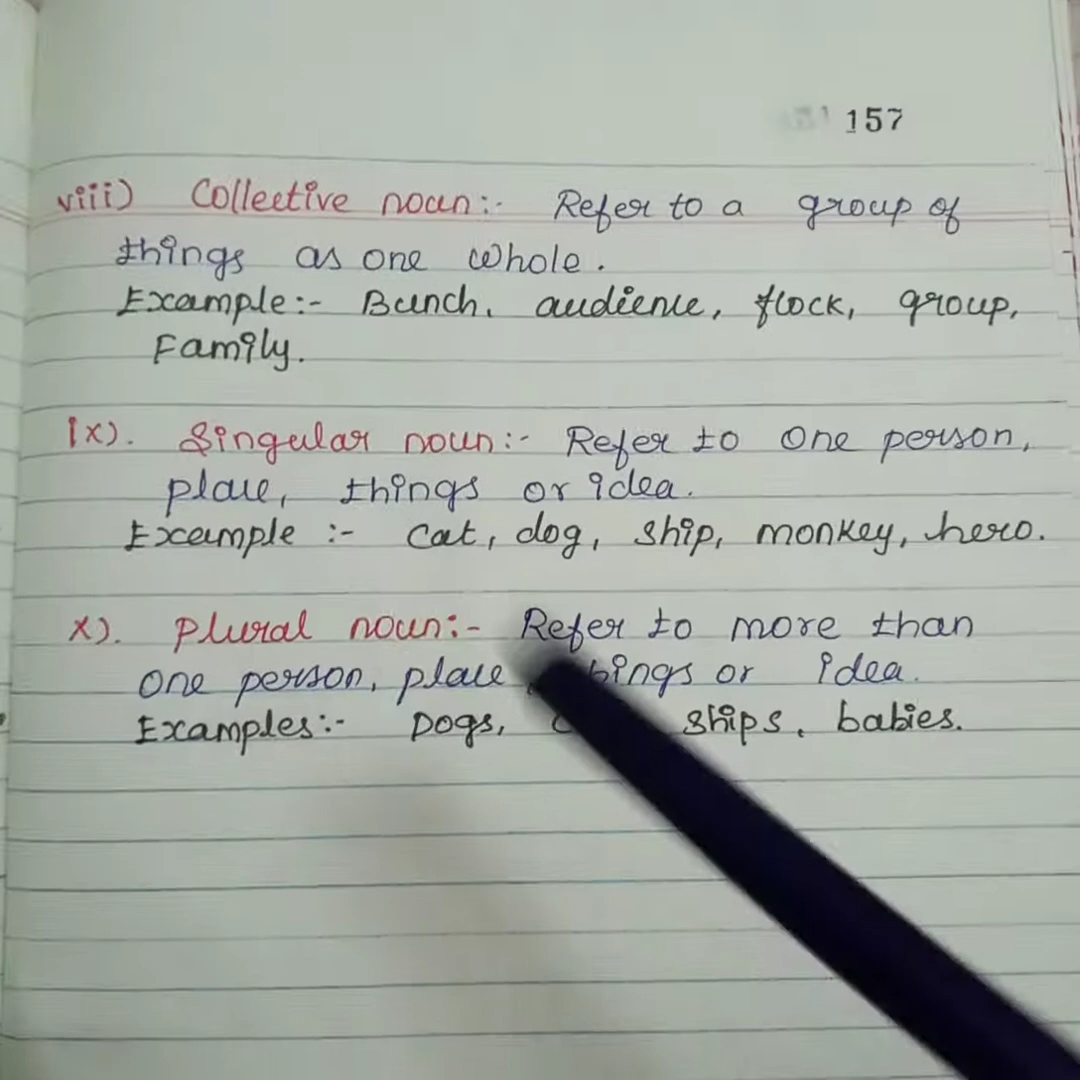 157
viii) Collective noun:- Refer to a group of
things as one whole.
Example:- Bunch, audience, flock, group,
Family.
ix). Singular noun:- Refer to one person,
place, things or idea.
Example :- Cat, dog, ship, monkey, hero.
x). Plural noun:- Refer to more than
one person, place things or idea.
Examples:- Dogs, ships, babies.